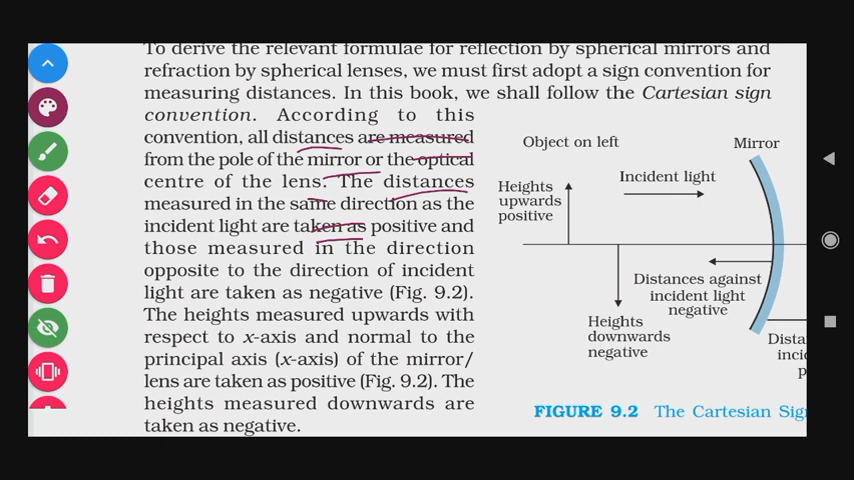 To derive the relevant formulae for reflection by spherical mirrors and
refraction by spherical lenses, we must first adopt a sign convention for
measuring distances. In this book, we shall follow the Cartesian sign
convention. According to this
convention, all distances are measured
from the pole of the mirror or the optical
centre of the lens. The distances
measured in the same direction as the
incident light are taken as positive and
those measured in the direction
opposite to the direction of incident
light are taken as negative (Fig. 9.2).
The heights measured upwards with
respect to x-axis and normal to the
principal axis (x-axis) of the mirror/
lens are taken as positive (Fig. 9.2). The
heights measured downwards are
taken as negative.
Object on left
Mirror
Incident light
Heights
upwards
positive
Distances against
incident light
negative
Heights
downwards
negative
FIGURE 9.2 The Cartesian